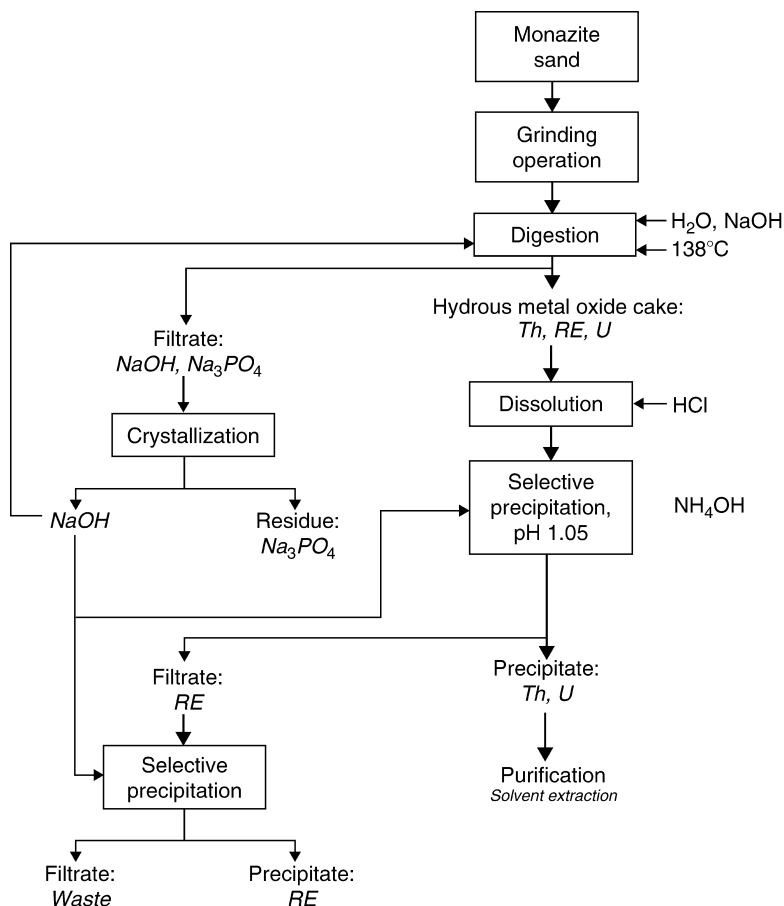 Monazite
sand
Grinding
operation
Digestion
H₂O, NaOH
138°C
Hydrous metal oxide cake:
Th, RE, U
Filtrate:
NaOH, Na₃PO₄
Dissolution
HCl
Crystallization
Selective
precipitation,
pH 1.05
NH₄OH
NaOH
Residue:
Na₃PO₄
Filtrate:
RE
Precipitate:
Th, U
Selective
precipitation
Purification
Solvent extraction
Filtrate:
Waste
Precipitate:
RE